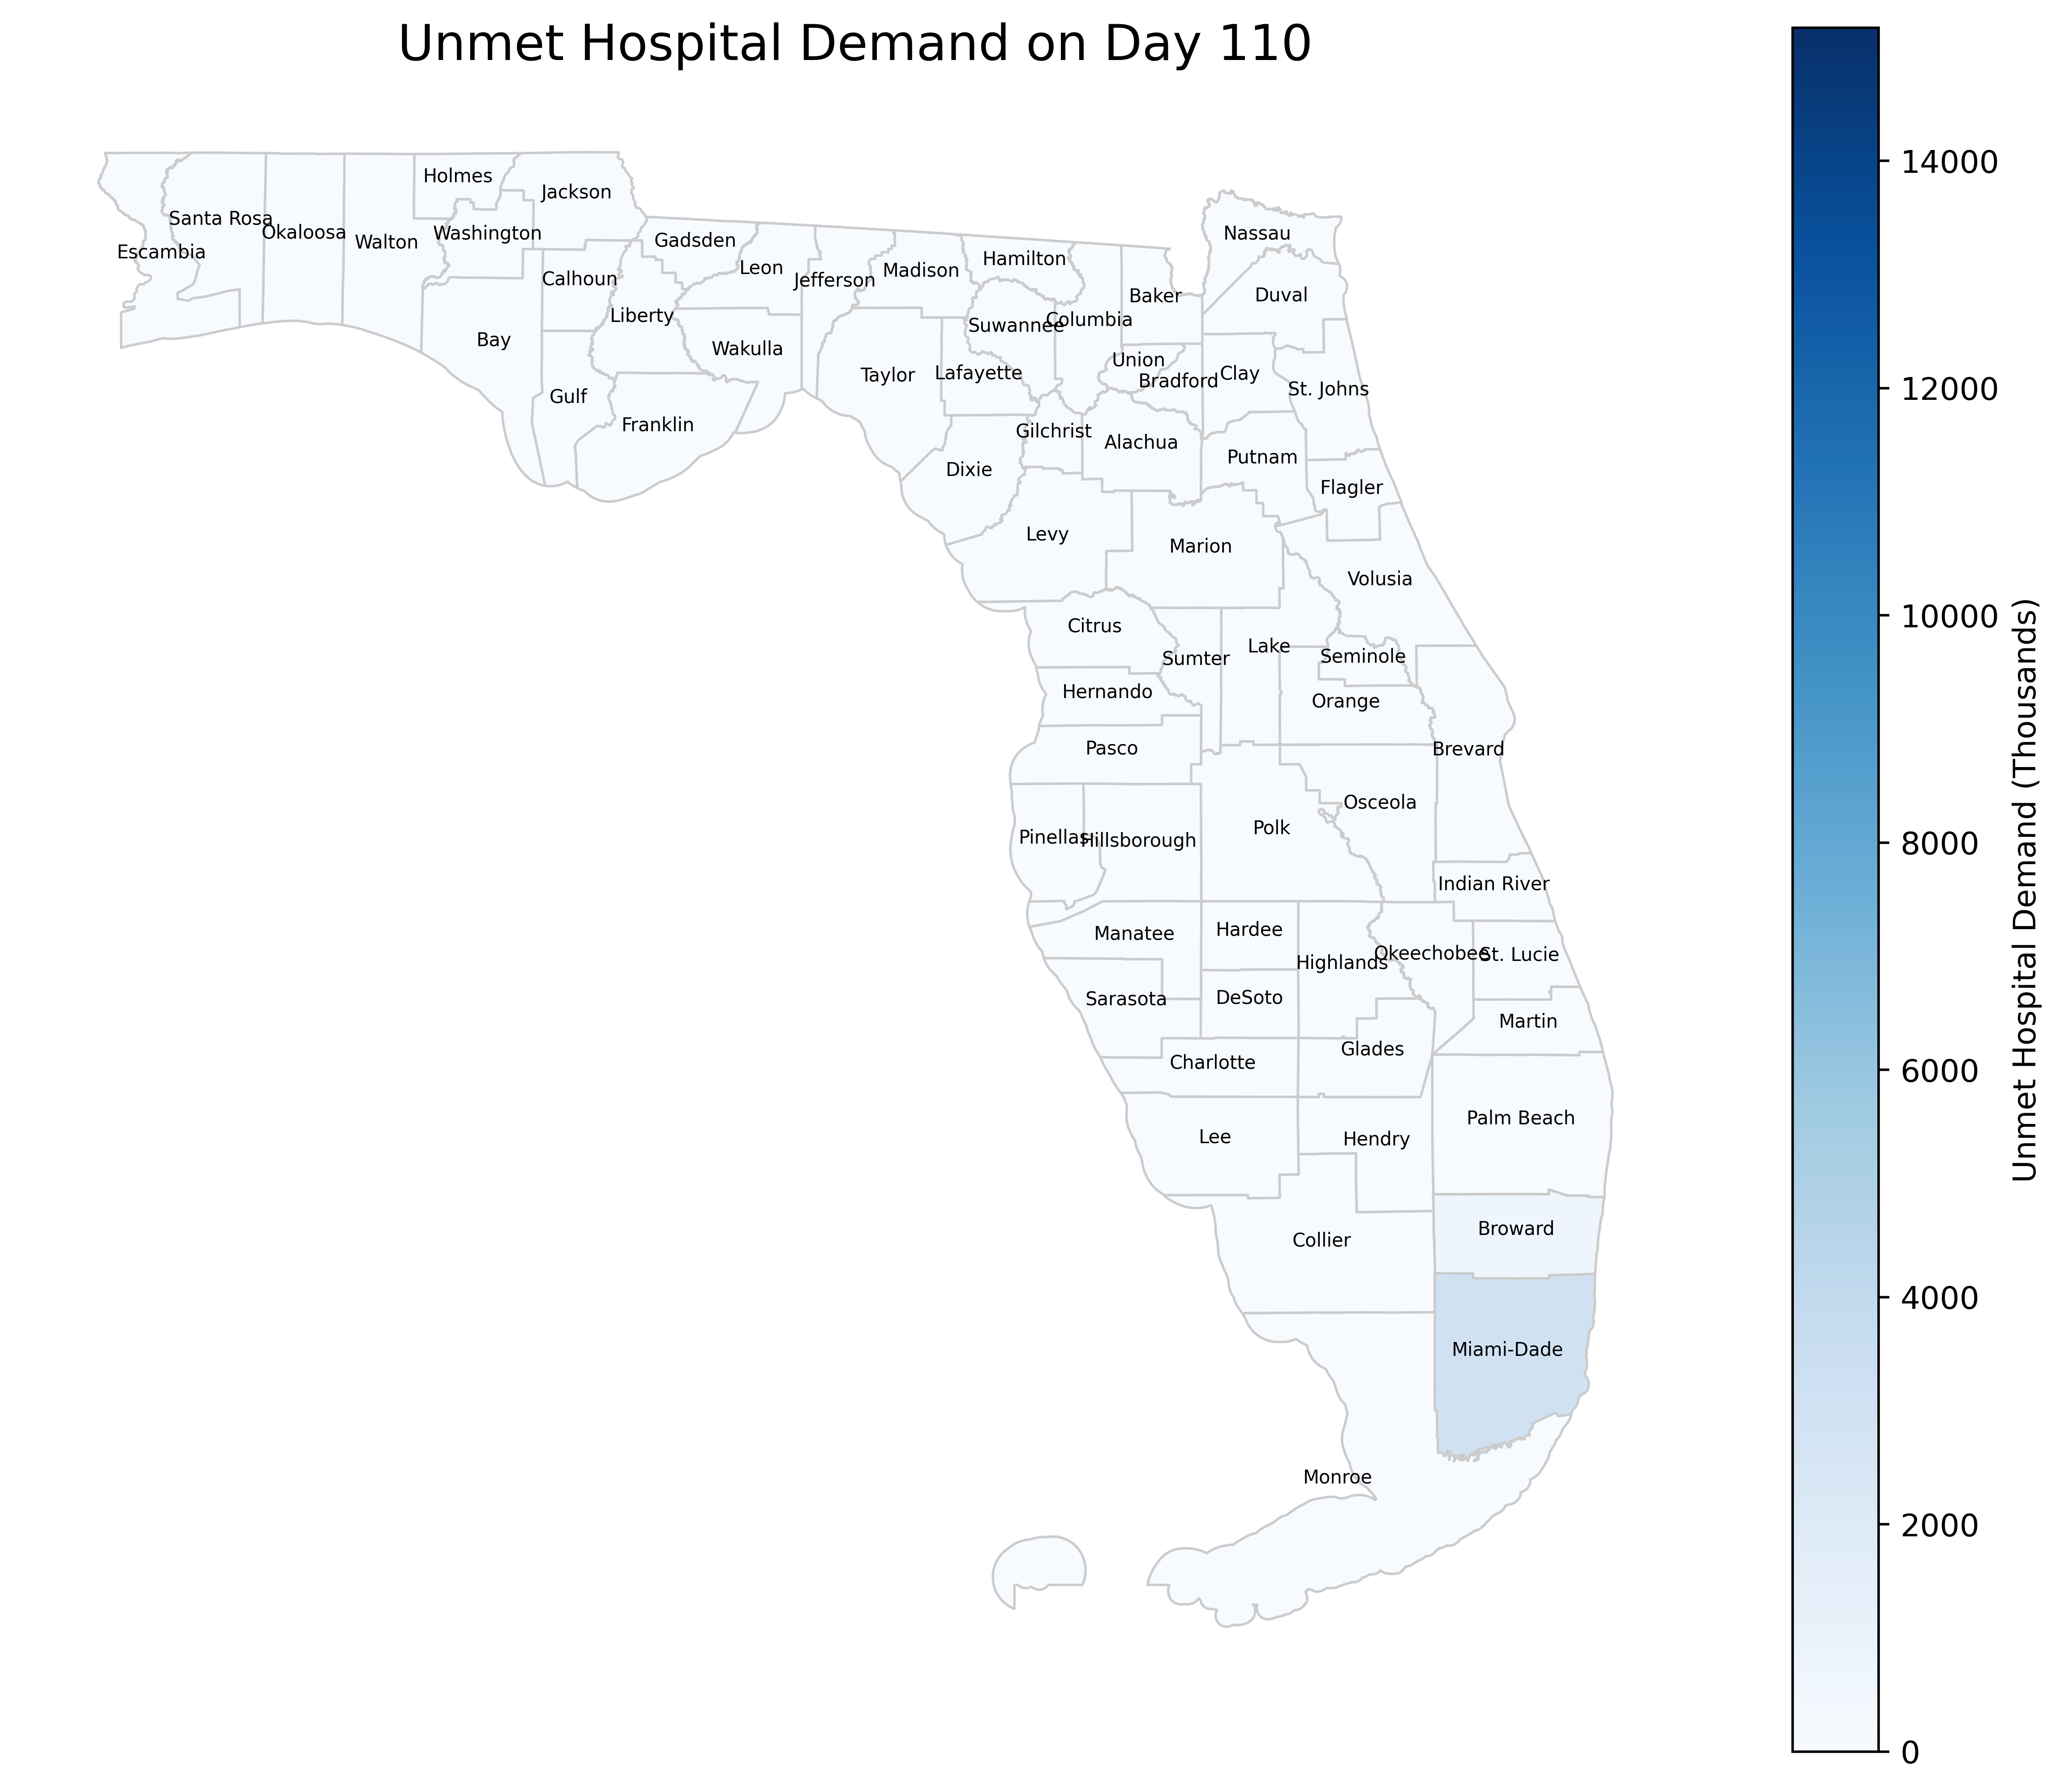 Unmet Hospital Demand on Day 110
Holmes
Jackson
Santa Rosa
Okaloosa
Walton
Washington
Escambia
Gadsden
Leon
Jefferson
Madison
Hamilton
Nassau
Calhoun
Liberty
Baker
Duval
Bay
Wakulla
Suwannee
Columbia
Taylor
Lafayette
Union
Bradford
Clay
St. Johns
Gulf
Franklin
Gilchrist
Alachua
Putnam
Dixie
Flagler
Levy
Marion
Volusia
Citrus
Sumter
Lake
Seminole
Hernando
Orange
Pasco
Brevard
Osceola
Pinellas
Hillsborough
Polk
Indian River
Manatee
Hardee
Highlands
Okeechobee
St. Lucie
Sarasota
DeSoto
Martin
Charlotte
Glades
Lee
Hendry
Palm Beach
Collier
Broward
Miami-Dade
Monroe
14000
12000
10000
8000
6000
4000
2000
0
Unmet Hospital Demand (Thousands)